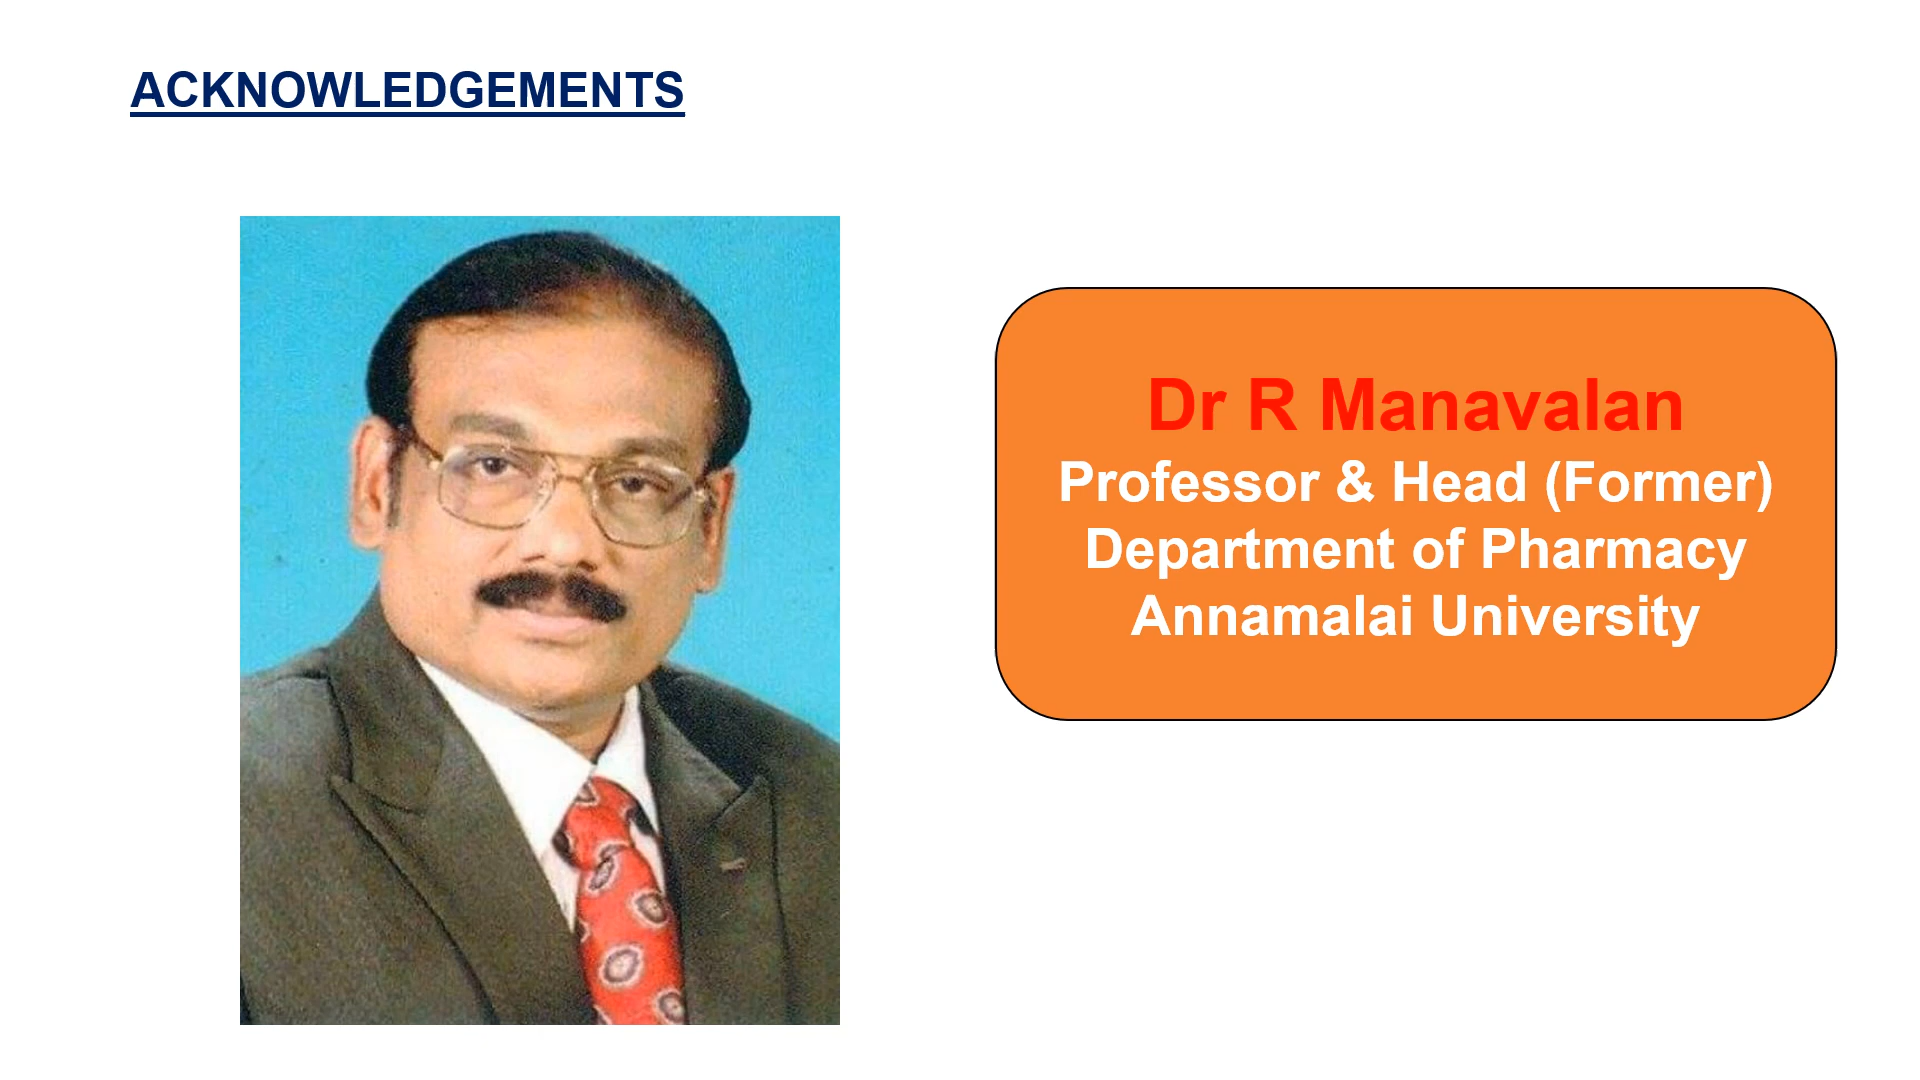 ACKNOWLEDGEMENTS
Dr R Manavalan
Professor & Head (Former)
Department of Pharmacy
Annamalai University